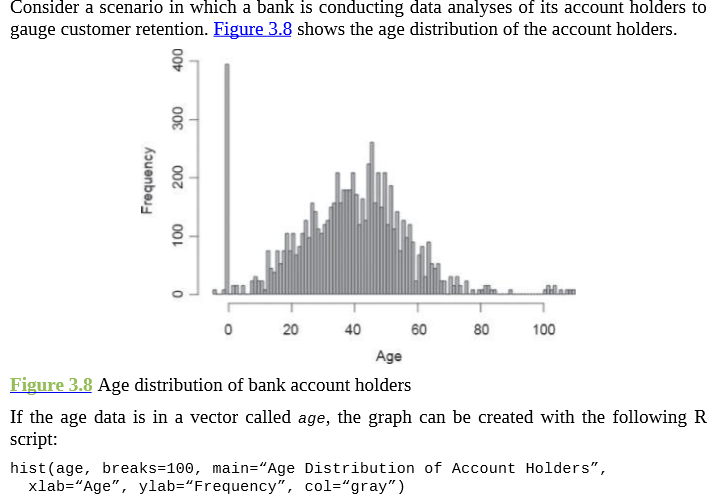 Consider a scenario in which a bank is conducting data analyses of its account holders to
gauge customer retention. Figure 3.8 shows the age distribution of the account holders.
400
300
200
100
0
Frequency
0 20 40 60 80 100
Age
Figure 3.8 Age distribution of bank account holders
If the age data is in a vector called age, the graph can be created with the following R
script:
hist(age, breaks=100, main=“Age Distribution of Account Holders”,
xlab=“Age”, ylab=“Frequency”, col=“gray”)